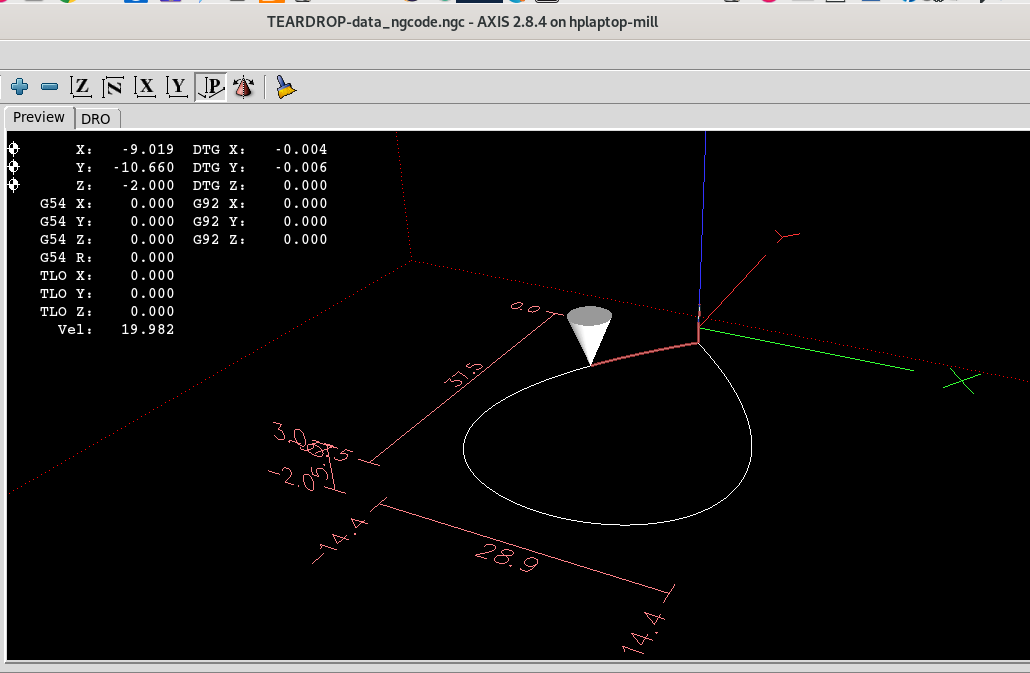 TEARDROP-data_ngcode.ngc - AXIS 2.8.4 on hplaptop-mill
Z N X Y P
Preview DRO
X: -9.019 DTG X: -0.004
Y: -10.660 DTG Y: -0.006
Z: -2.000 DTG Z: 0.000
G54 X: 0.000 G92 X: 0.000
G54 Y: 0.000 G92 Y: 0.000
G54 Z: 0.000 G92 Z: 0.000
G54 R: 0.000
TLO X: 0.000
TLO Y: 0.000
TLO Z: 0.000
Vel: 19.982
Y
0.0
37.5
X
3.0
-2.0
-14.4
28.9
14.4